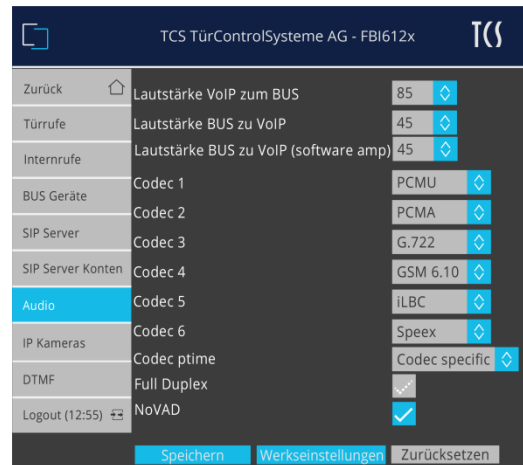 TCS TürControlSysteme AG - FBI612x
TCS
Zurück
Türrufe
Internrufe
BUS Geräte
SIP Server
SIP Server Konten
Audio
IP Kameras
DTMF
Logout (12:55)
Lautstärke VoIP zum BUS 85
Lautstärke BUS zu VoIP 45
Lautstärke BUS zu VoIP (software amp) 45
Codec 1 PCMU
Codec 2 PCMA
Codec 3 G.722
Codec 4 GSM 6.10
Codec 5 iLBC
Codec 6 Speex
Codec ptime Codec specific
Full Duplex
NoVAD
Speichern Werkseinstellungen Zurücksetzen